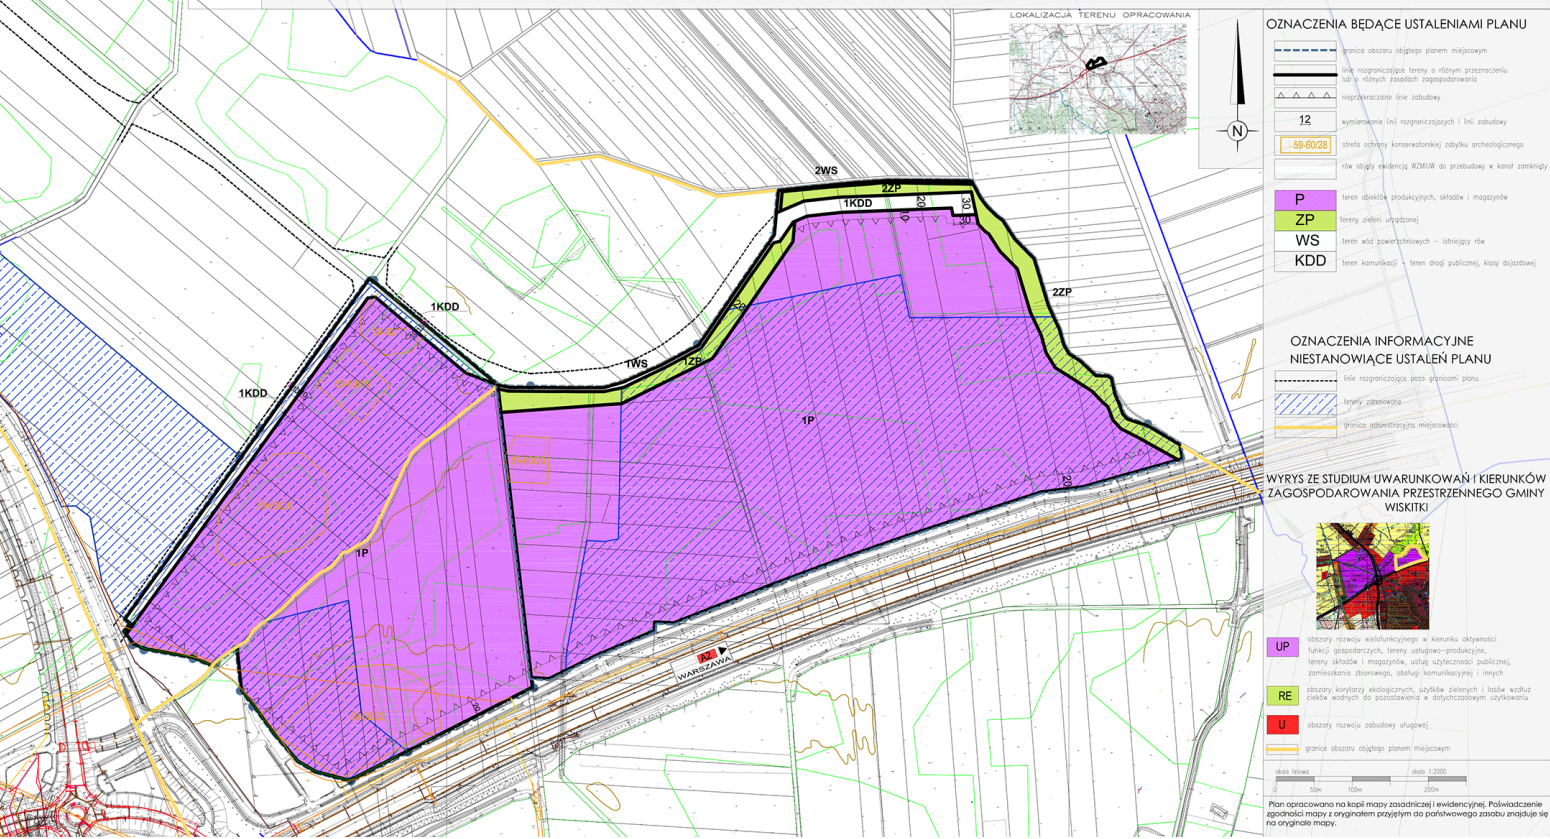 LOKALIZACJA TERENU OPRACOWANIA
N
OZNACZENIA BĘDĄCE USTALENIAMI PLANU
granica obszaru objętego planem miejscowym
linie rozgraniczające tereny o różnym przeznaczeniu
lub o różnych zasadach zagospodarowania
nieprzekraczalne linie zabudowy
12
wymiarowanie linii rozgraniczających i linii zabudowy
59-60/28
strefa ochrony konserwatorskiej zabytku archeologicznego
rów objęty ewidencją WZMiUW do przebudowy w kanał zamknięty
P
teren obiektów produkcyjnych, składów i magazynów
ZP
tereny zieleni urządzonej
WS
teren wód powierzchniowych – istniejący rów
KDD
teren komunikacji – teren drogi publicznej, klasy dojazdowej
OZNACZENIA INFORMACYJNE
NIESTANOWIĄCE USTALEŃ PLANU
linie rozgraniczające poza granicami planu
tereny zdrenowane
granica administracyjna miejscowości
WYRYS ZE STUDIUM UWARUNKOWAŃ I KIERUNKÓW
ZAGOSPODAROWANIA PRZESTRZENNEGO GMINY
WISKITKI
UP
obszary rozwoju wielofunkcyjnego w kierunku aktywności
funkcji gospodarczych, tereny usługowo-produkcyjne,
tereny składów i magazynów, usług użyteczności publicznej,
zamieszkania zbiorowego, obsługi komunikacyjnej i innych
RE
obszary korytarzy ekologicznych, użytków zielonych i lasów wzdłuż
cieków wodnych do pozostawienia w dotychczasowym użytkowaniu
U
obszary rozwoju zabudowy usługowej
granice obszaru objętego planem miejscowym
skala liniowa
skala 1:2000
0 50m 100m 200m
Plan opracowano na kopii mapy zasadniczej i ewidencyjnej. Poświadczenie
zgodności mapy z oryginałem przyjętym do państwowego zasobu znajduje się
na oryginale mapy.
2WS
2ZP
1KDD
10
20
30
30
2ZP
1KDD
1WS
1ZP
20
1KDD
1P
1P
20
20
A2
WARSZAWA